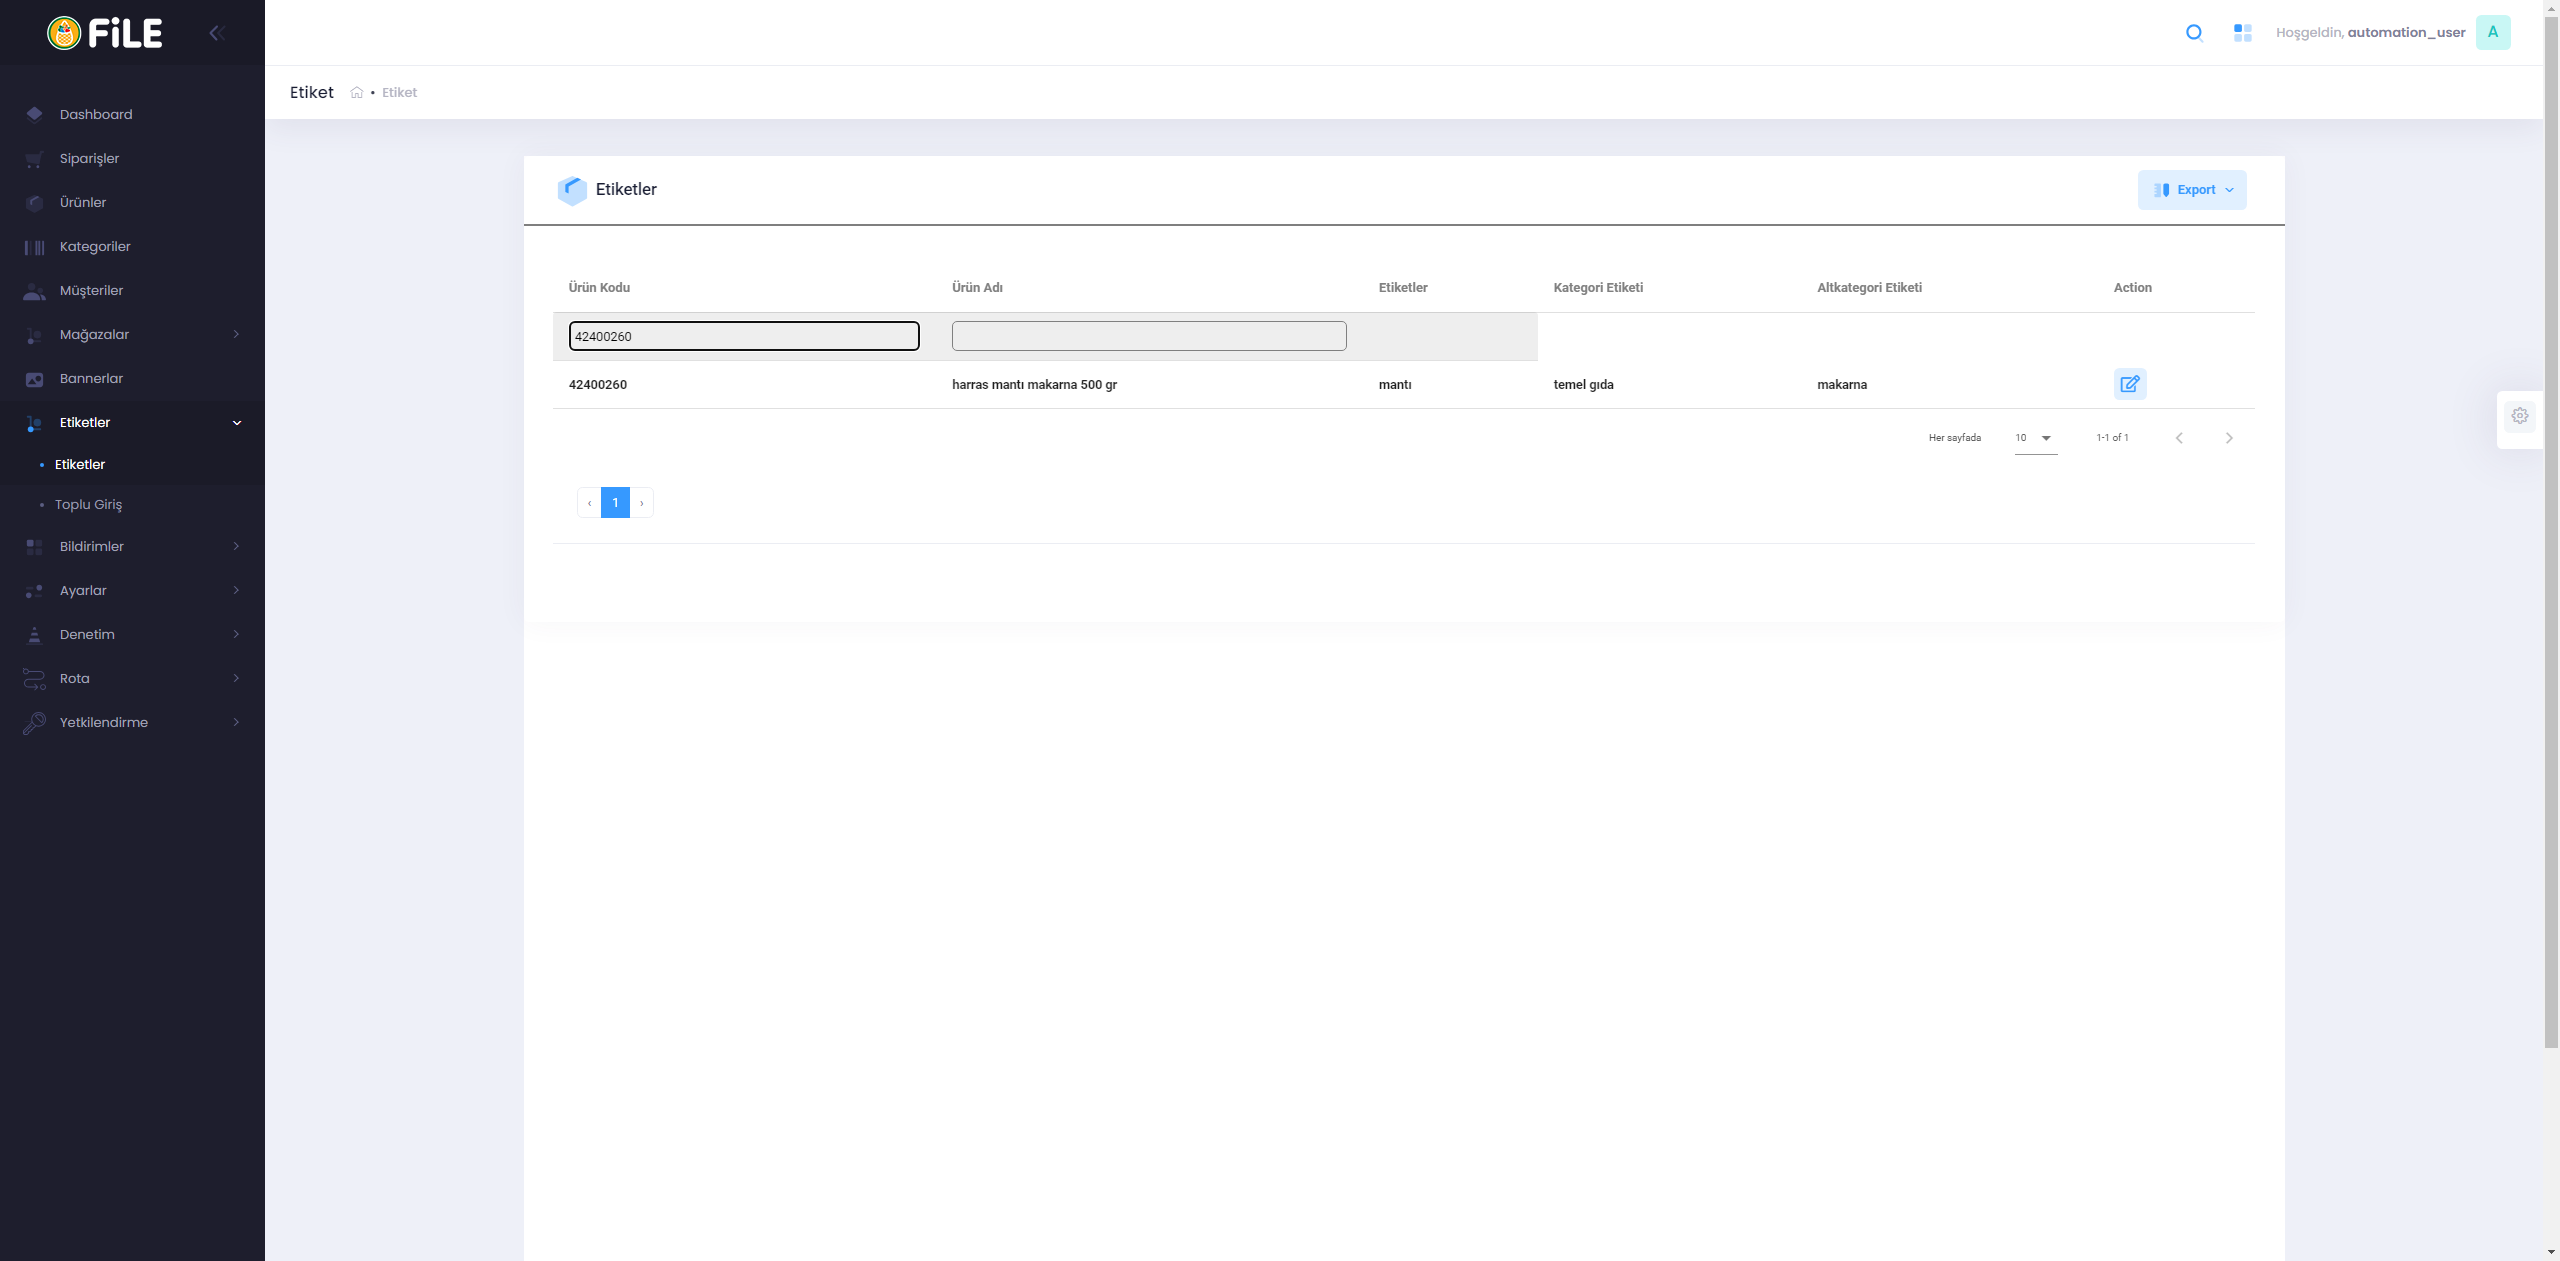 FiLE
Hoşgeldin, automation_user A
Etiket • Etiket
Dashboard
Siparişler
Ürünler
Kategoriler
Müşteriler
Mağazalar
Bannerlar
Etiketler
Etiketler
Toplu Giriş
Bildirimler
Ayarlar
Denetim
Rota
Yetkilendirme
Etiketler
Export
Ürün Kodu Ürün Adı Etiketler Kategori Etiketi Altkategori Etiketi Action
42400260
42400260 harras mantı makarna 500 gr mantı temel gıda makarna
Her sayfada 10 1-1 of 1
‹ 1 ›